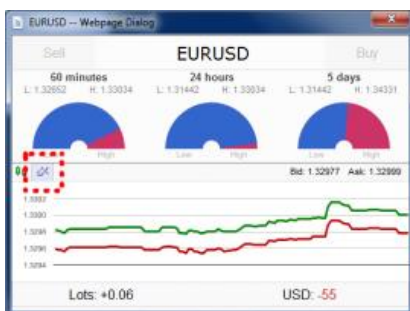 EURUSD -- Webpage Dialog
Sell EURUSD Buy
60 minutes 24 hours 5 days
L: 1.32652 H: 1.33034 L: 1.31442 H: 1.33034 L: 1.31442 H: 1.34331
High Low High Low High
Bid: 1.32977 Ask: 1.32999
1.3300
1.3298
1.3296
1.3294
Lots: +0.06 USD: -55